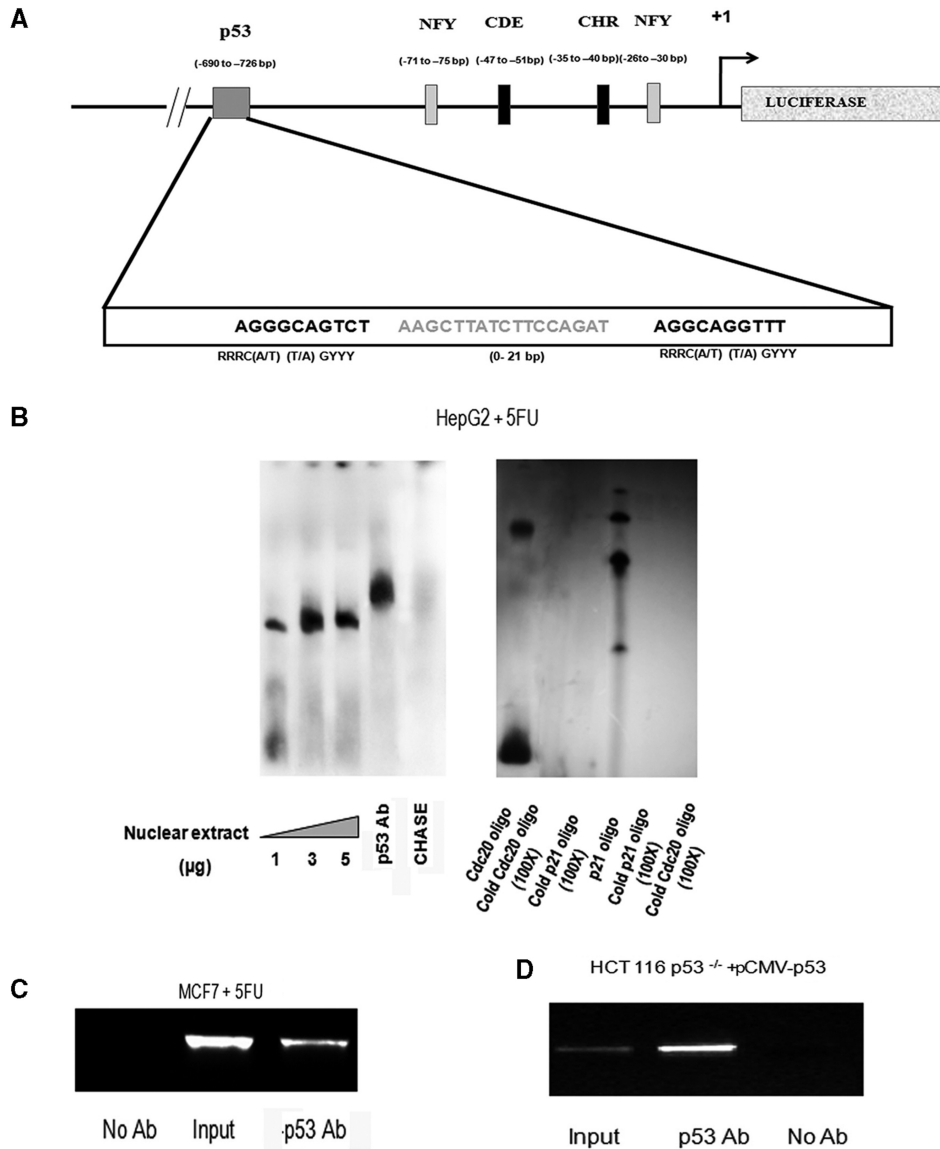 A
p53
NFY CDE CHR NFY +1
(-690 to –726 bp) (-71 to –75 bp) (-47 to –51bp) (-35 to –40 bp) (-26to –30 bp)
LUCIFERASE
AGGGCAGTCT AAGCTTATCTTCCAGAT AGGCAGGTTT
RRRC(A/T) (T/A) GYYY (0- 21 bp) RRRC(A/T) (T/A) GYYY
B
HepG2 + 5FU
Nuclear extract
(µg)
1 3 5
p53 Ab
CHASE
Cdc20 oligo
Cold Cdc20 oligo
(100X)
Cold p21 oligo
(100X)
p21 oligo
Cold p21 oligo
(100X)
Cold Cdc20 oligo
(100X)
C
MCF7 + 5FU
No Ab Input -p53 Ab
D
HCT 116 p53 -/- +pCMV-p53
Input p53 Ab No Ab